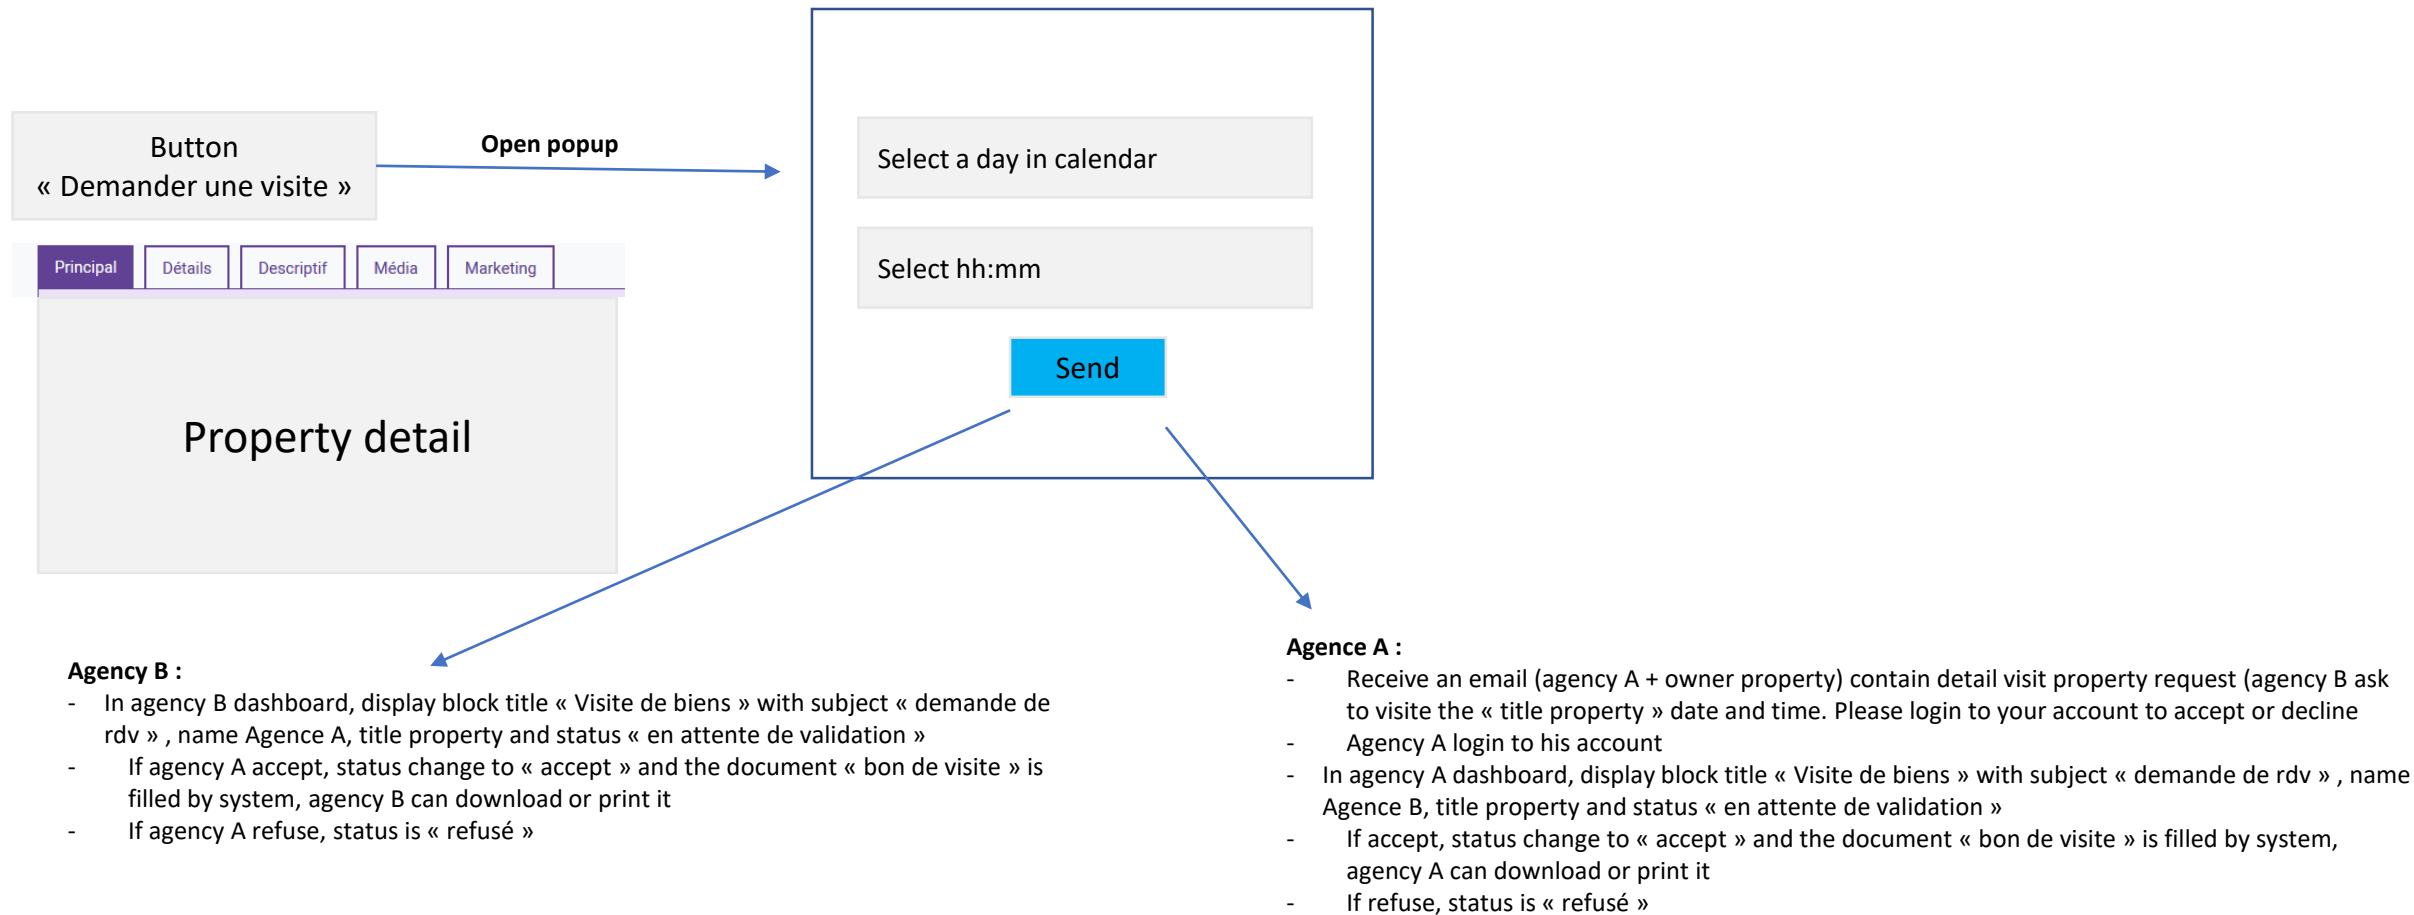 Button
« Demander une visite »
Open popup
Select a day in calendar
Select hh:mm
Send
Principal
Détails
Descriptif
Média
Marketing
Property detail
Agency B :
- In agency B dashboard, display block title « Visite de biens » with subject « demande de
rdv » , name Agence A, title property and status « en attente de validation »
- If agency A accept, status change to « accept » and the document « bon de visite » is
filled by system, agency B can download or print it
- If agency A refuse, status is « refusé »
Agence A :
- Receive an email (agency A + owner property) contain detail visit property request (agency B ask
to visite the « title property » date and time. Please login to your account to accept or decline
- Agency A login to his account
- In agency A dashboard, display block title « Visite de biens » with subject « demande de rdv » , name
Agence B, title property and status « en attente de validation »
- If accept, status change to « accept » and the document « bon de visite » is filled by system,
agency A can download or print it
- If refuse, status is « refusé »